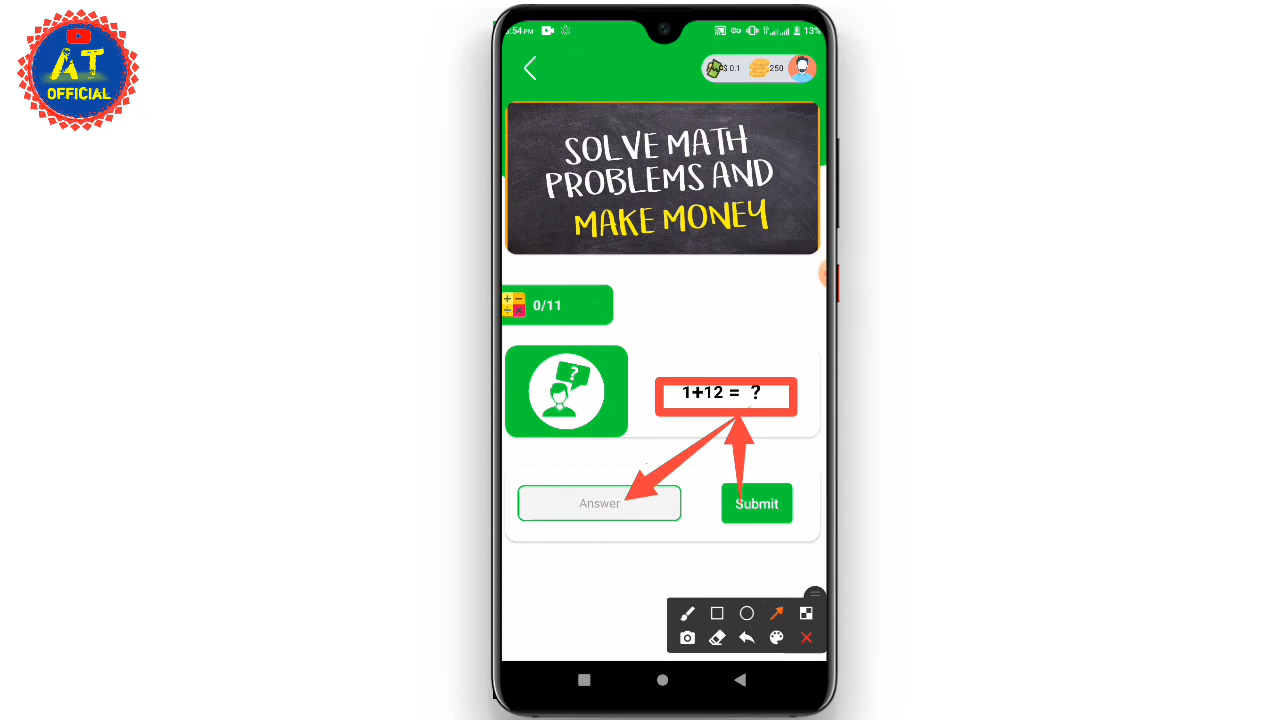 AT
OFFICIAL
:54 PM
13%
$ 0.1
250
SOLVE MATH
PROBLEMS AND
MAKE MONEY
0/11
?
1+12 = ?
Answer
Submit